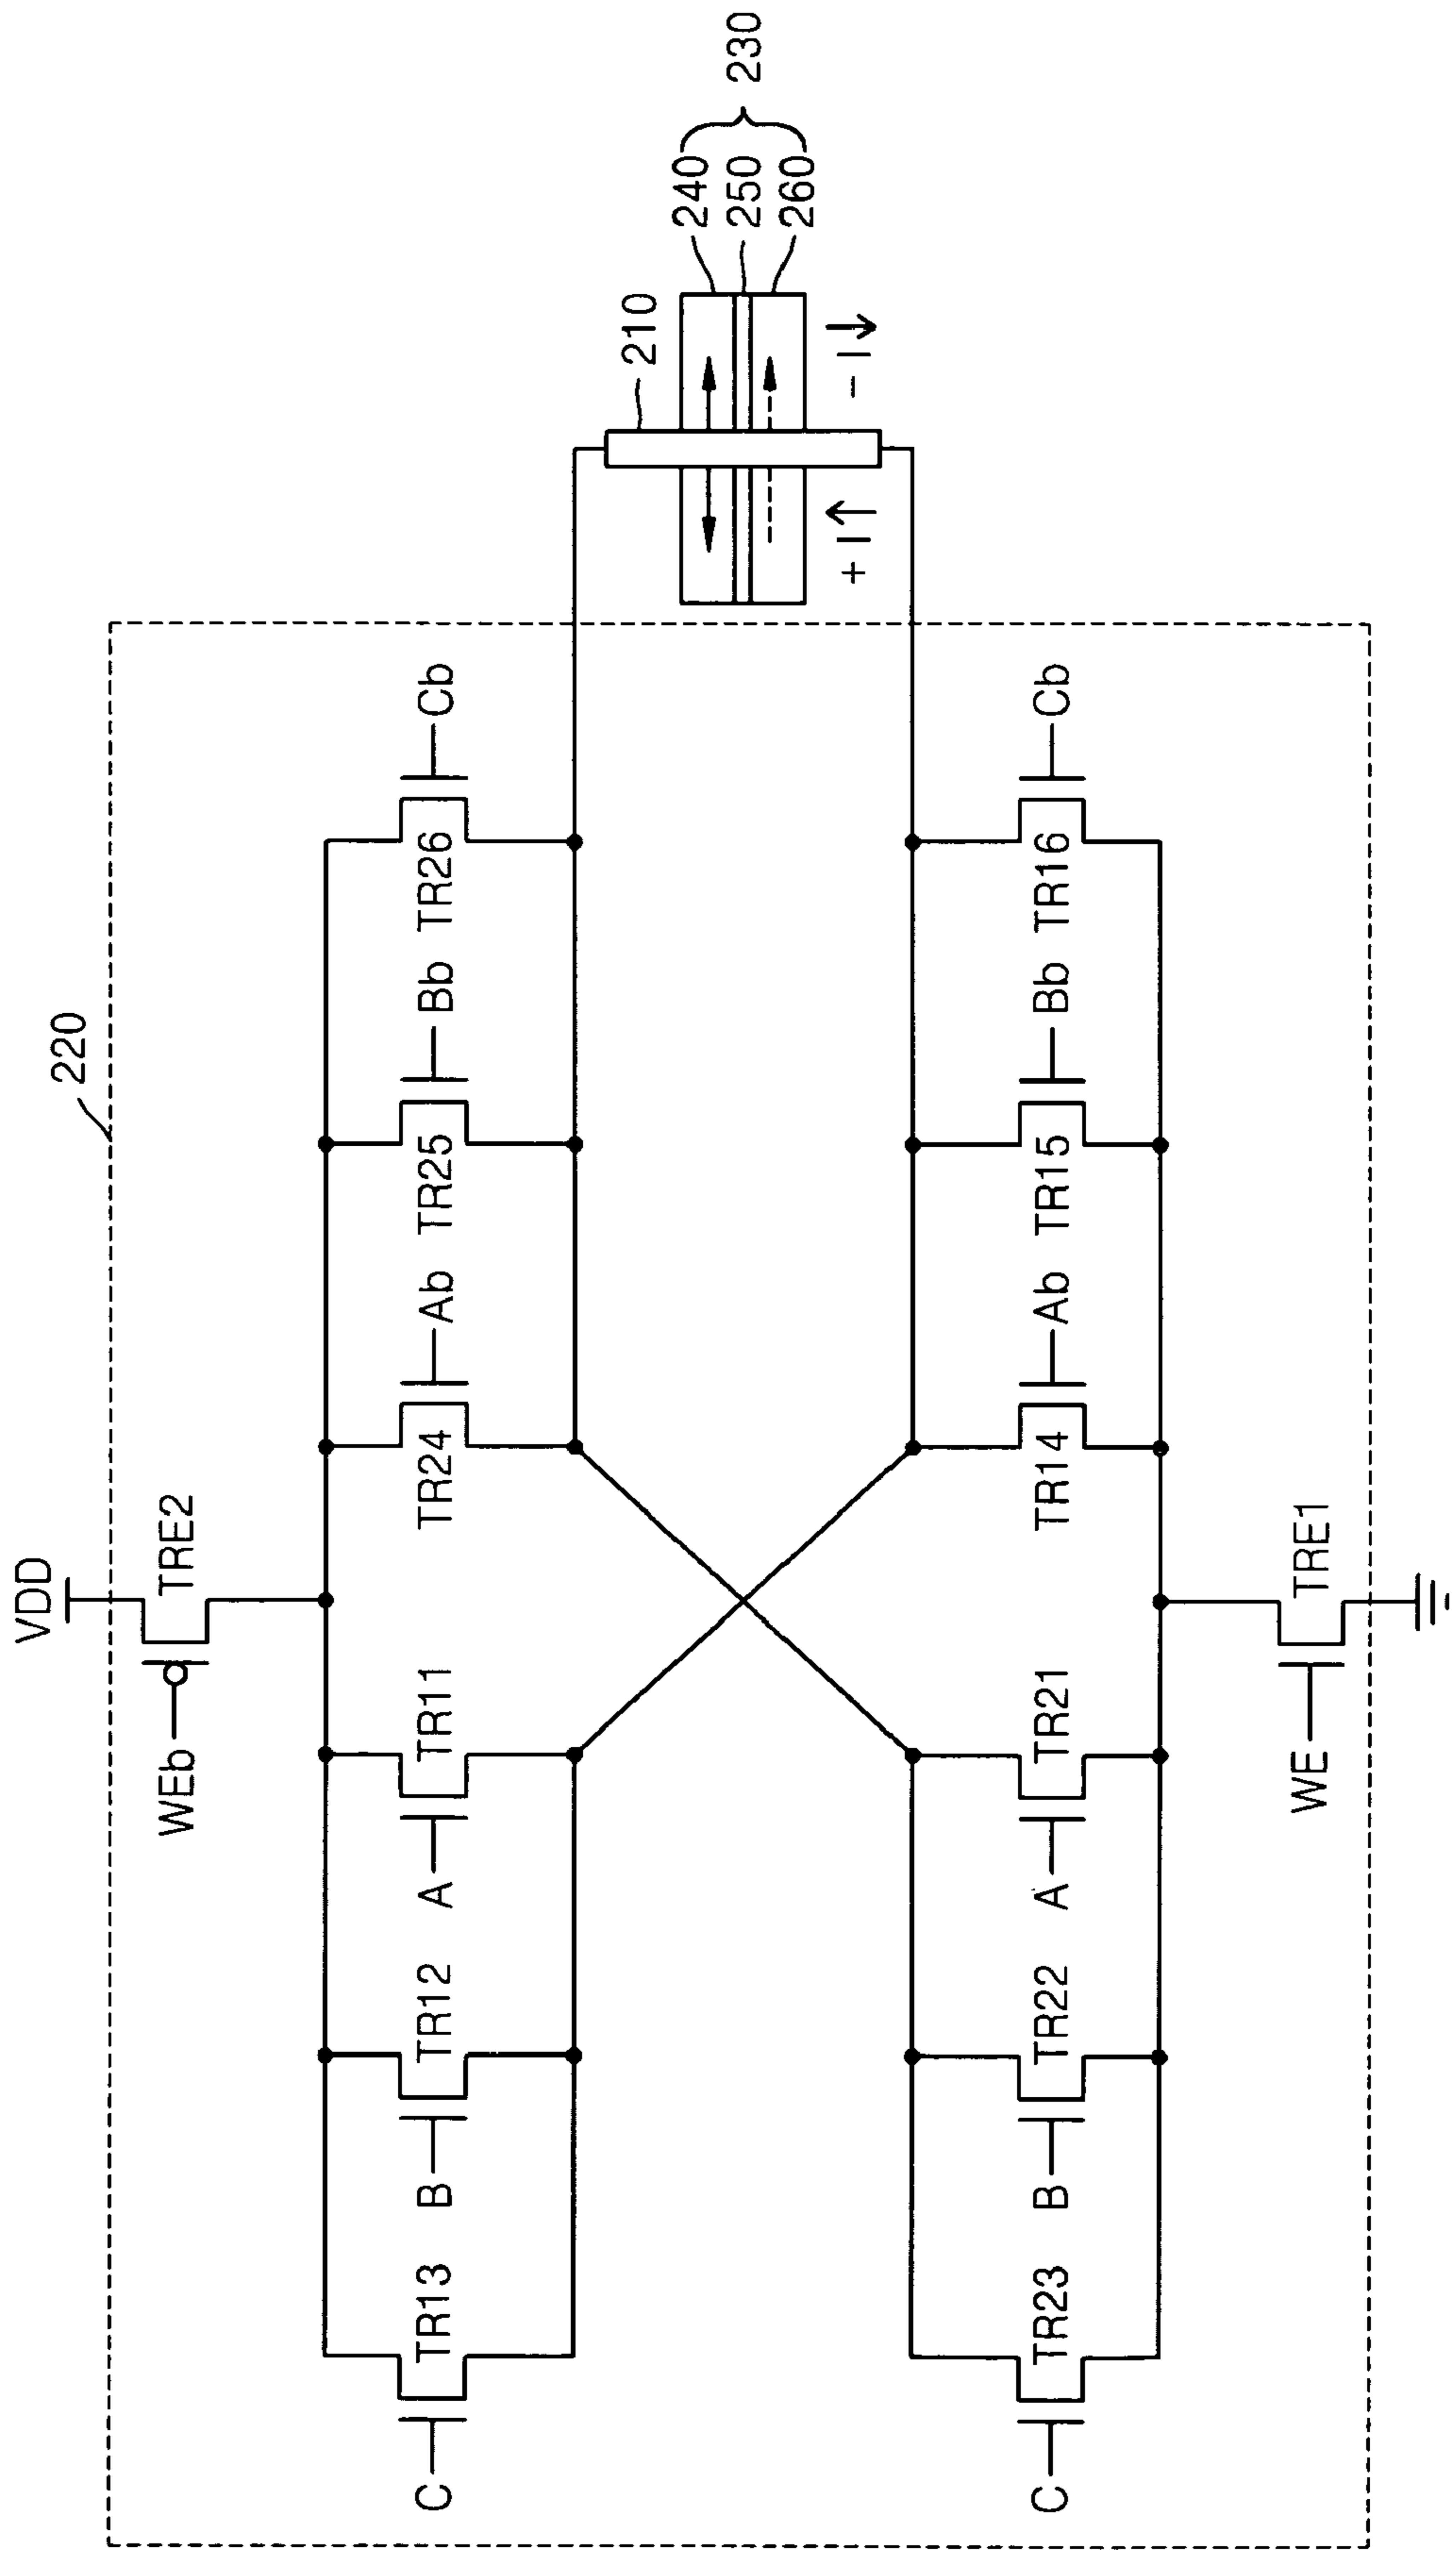 220
VDD
WEb
TRE2
C
TR13
B
TR12
A
TR11
TR24
Ab
TR25
Bb
TR26
Cb
C
TR23
B
TR22
A
TR21
TR14
Ab
TR15
Bb
TR16
Cb
WE
TRE1
210
240
250
260
230
+I
-I